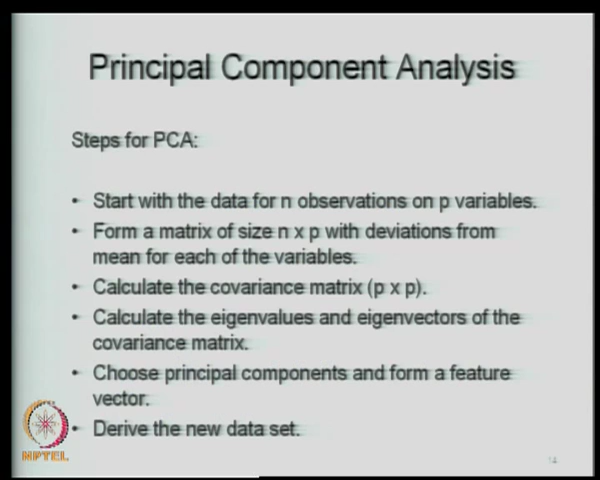 Principal Component Analysis
Steps for PCA:
• Start with the data for n observations on p variables.
• Form a matrix of size n x p with deviations from
mean for each of the variables.
• Calculate the covariance matrix (p x p).
• Calculate the eigenvalues and eigenvectors of the
covariance matrix.
• Choose principal components and form a feature
vector.
• Derive the new data set.
NPTEL
14